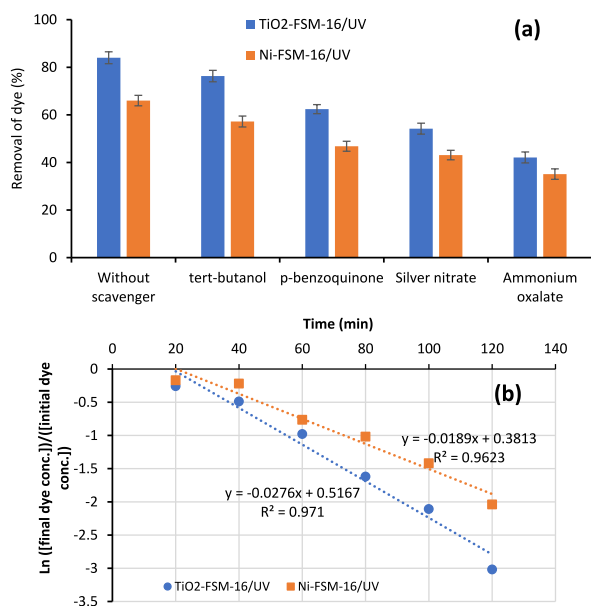 100
80
60
40
20
0
Removal of dye (%)
TiO2-FSM-16/UV
Ni-FSM-16/UV
(a)
Without
scavenger
tert-butanol
p-benzoquinone
Silver nitrate
Ammonium
oxalate
Time (min)
0 20 40 60 80 100 120 140
0
-0.5
-1
-1.5
-2
-2.5
-3
-3.5
Ln ([final dye conc.])/([initial dye
conc.])
(b)
y = -0.0189x + 0.3813
R² = 0.9623
y = -0.0276x + 0.5167
R² = 0.971
TiO2-FSM-16/UV
Ni-FSM-16/UV